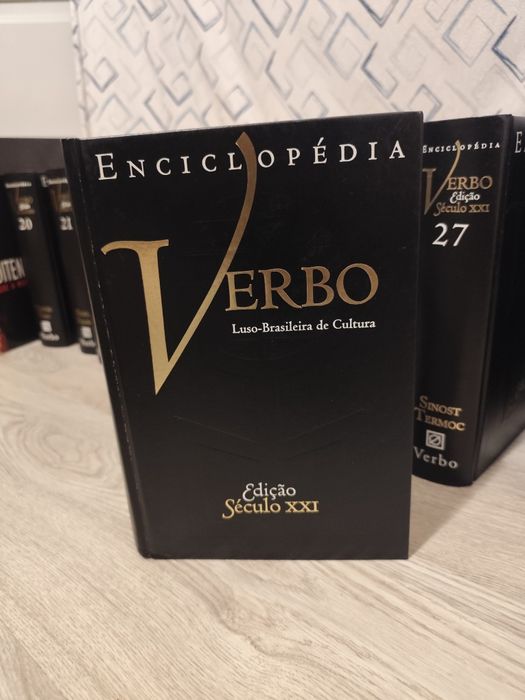 ENCICLOPÉDIA
VERBO
Luso-Brasileira de Cultura
Edição
Século XXI
ENCICLOPÉDIA
VERBO
Edição
Século XXI
27
SINOST
TERMOC
Verbo
20
21
Verbo